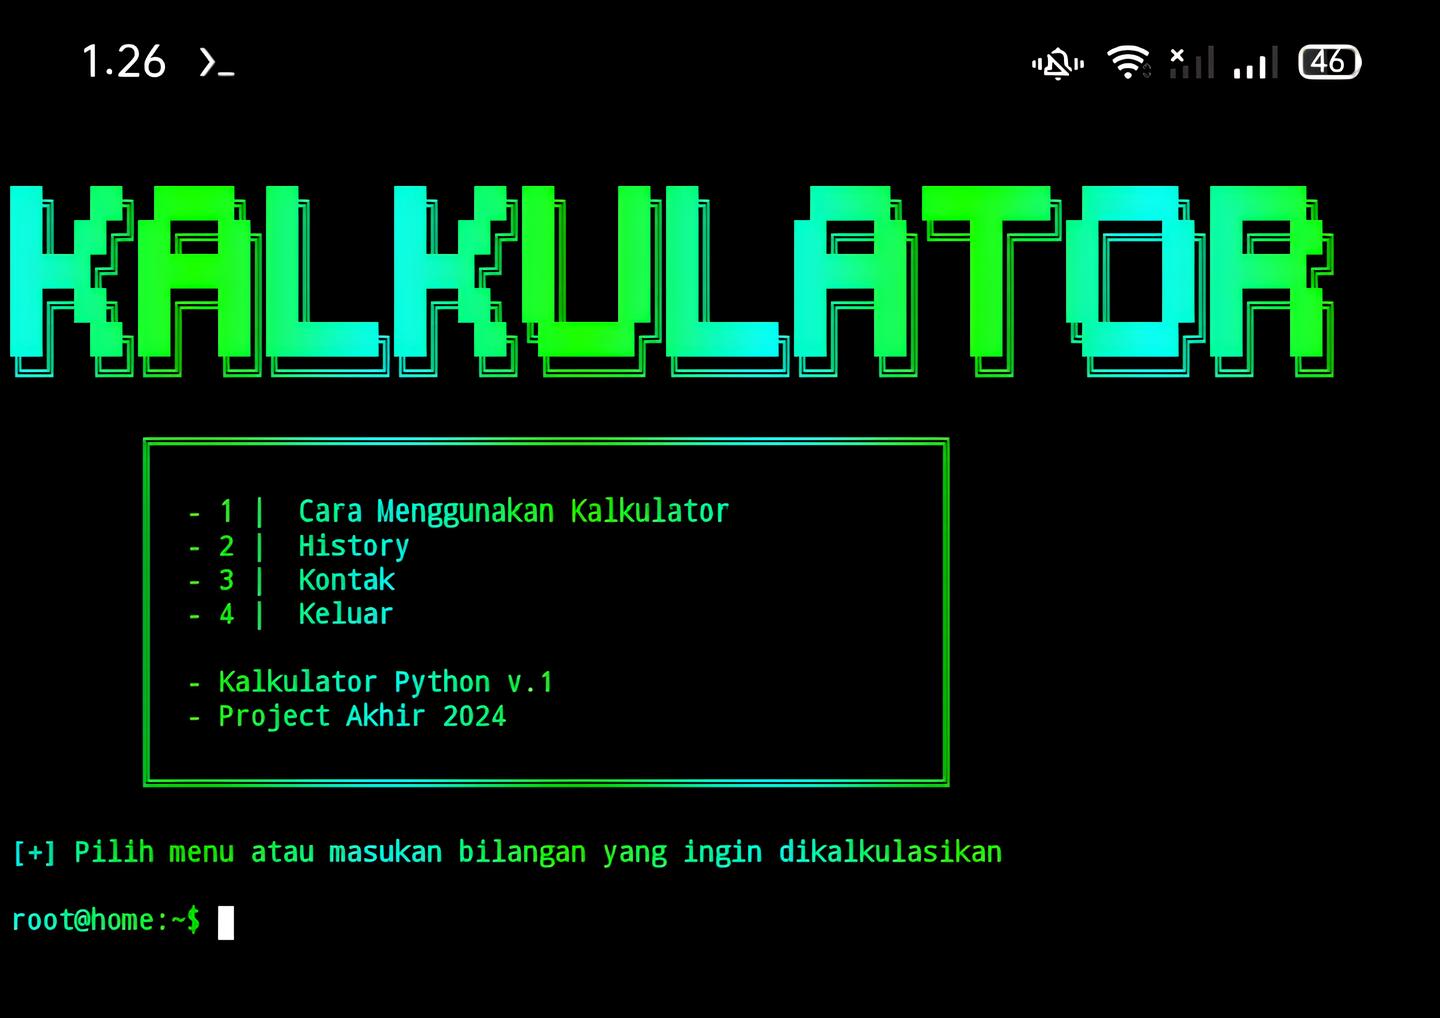 1.26 ❯_ 46
KALKULATOR
- 1 | Cara Menggunakan Kalkulator
- 2 | History
- 3 | Kontak
- 4 | Keluar
- Kalkulator Python v.1
- Project Akhir 2024
[+] Pilih menu atau masukan bilangan yang ingin dikalkulasikan
root@home:~$